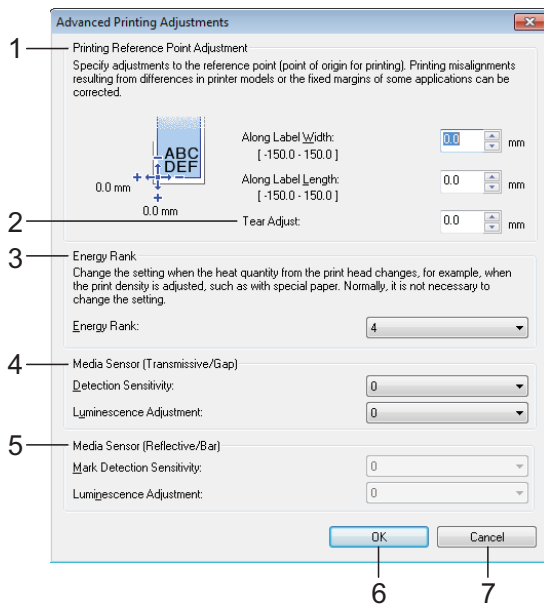 Advanced Printing Adjustments
1
Printing Reference Point Adjustment
Specify adjustments to the reference point (point of origin for printing). Printing misalignments
resulting from differences in printer models or the fixed margins of some applications can be
corrected.
ABC
DEF
0.0 mm
0.0 mm
Along Label Width:
[ -150.0 - 150.0 ]
0.0 mm
Along Label Length:
[ -150.0 - 150.0 ]
0.0 mm
2
Tear Adjust:
0.0 mm
3
Energy Rank
Change the setting when the heat quantity from the print head changes, for example, when
the print density is adjusted, such as with special paper. Normally, it is not necessary to
change the setting.
Energy Rank:
4
4
Media Sensor (Transmissive/Gap)
Detection Sensitivity:
0
Luminescence Adjustment:
0
5
Media Sensor (Reflective/Bar)
Mark Detection Sensitivity:
0
Luminescence Adjustment:
0
OK
Cancel
6
7